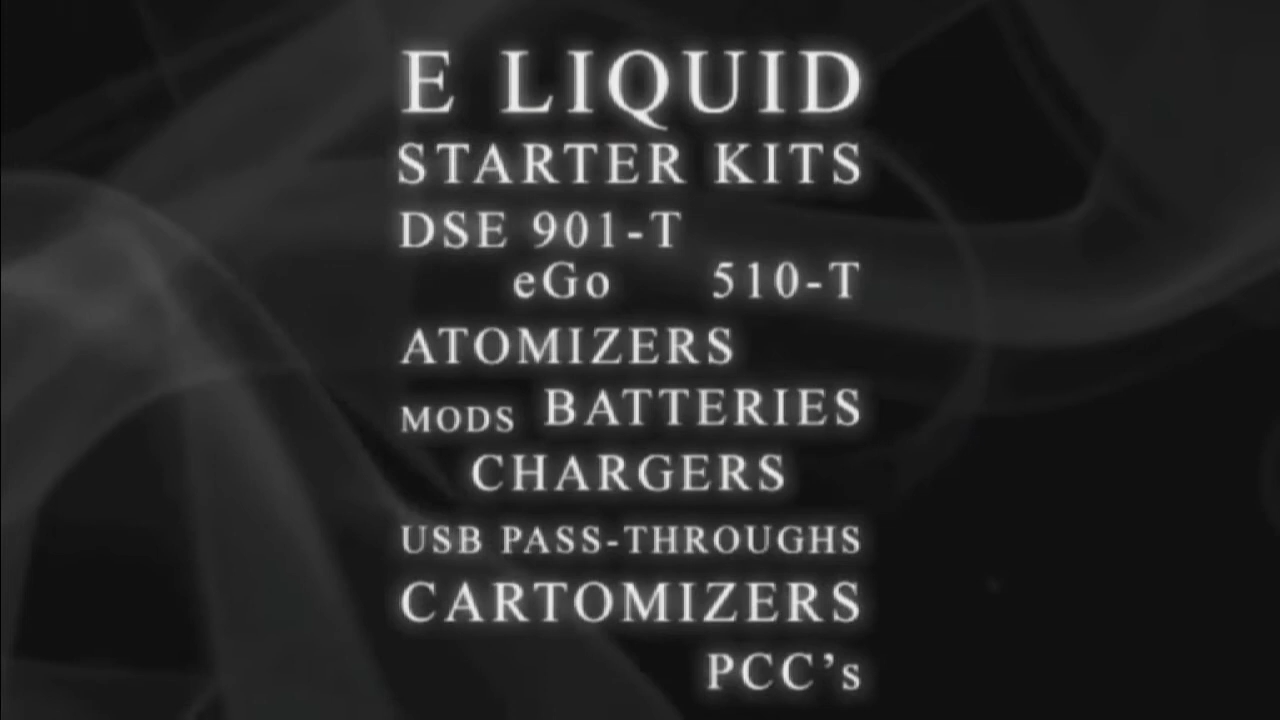 E LIQUID
STARTER KITS
DSE 901-T
eGo 510-T
ATOMIZERS
MODS BATTERIES
CHARGERS
USB PASS-THROUGHS
CARTOMIZERS
PCC's